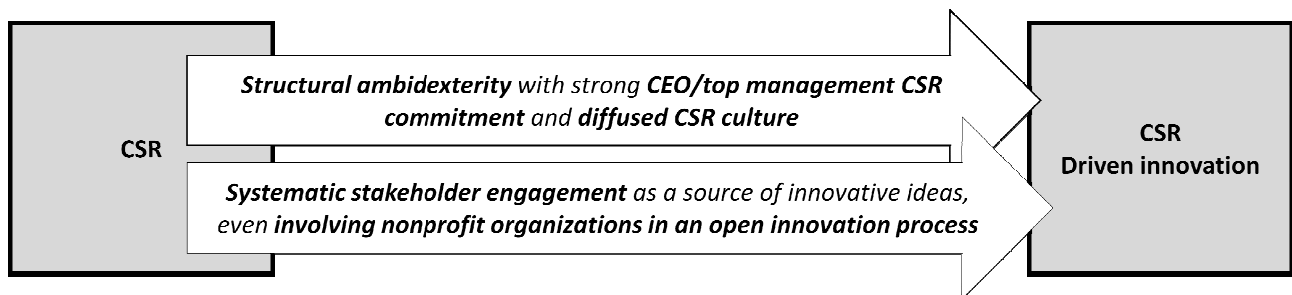 Structural ambidexterity with strong CEO/top management CSR
commitment and diffused CSR culture
CSR
CSR
Driven innovation
Systematic stakeholder engagement as a source of innovative ideas,
even involving nonprofit organizations in an open innovation process